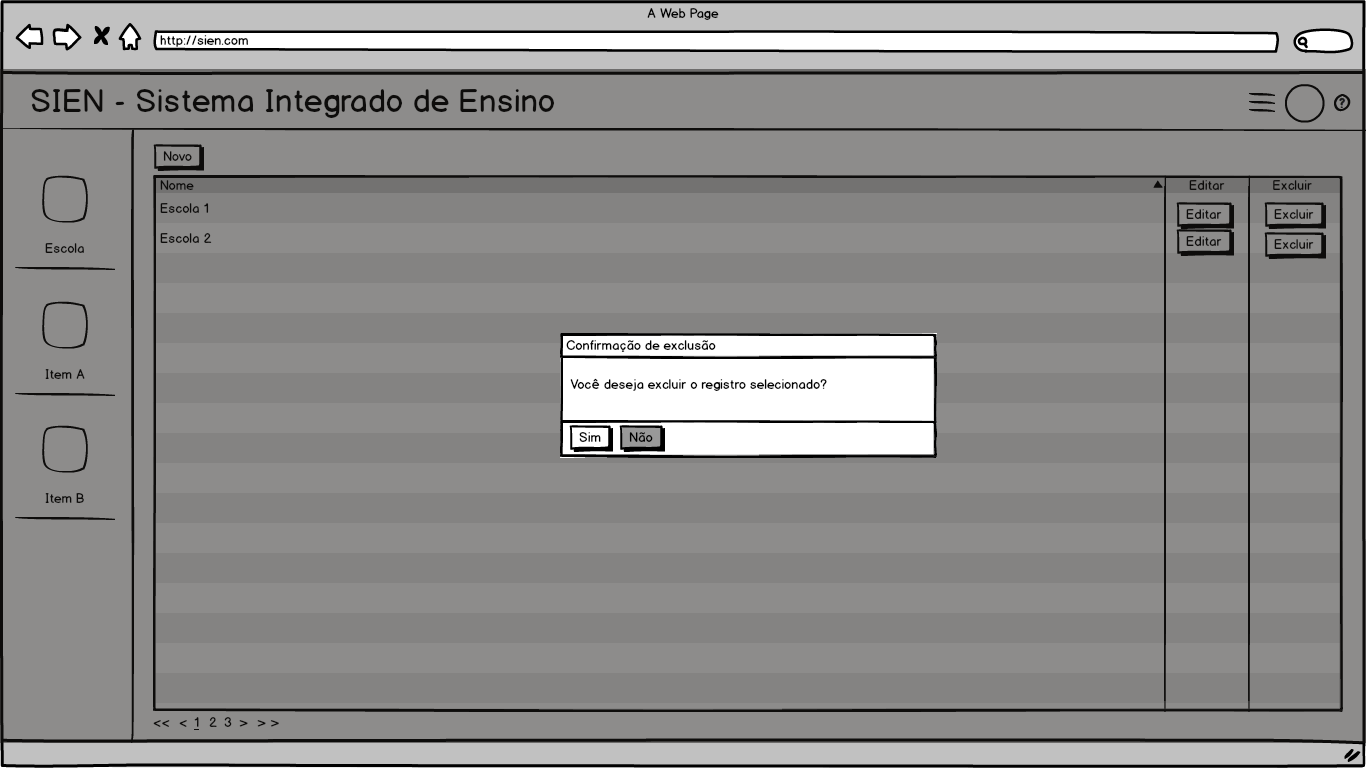 A Web Page
http://sien.com
SIEN - Sistema Integrado de Ensino
?
Escola
Item A
Item B
Novo
Nome Editar Excluir
Escola 1 Editar Excluir
Escola 2 Editar Excluir
Confirmação de exclusão
Você deseja excluir o registro selecionado?
Sim Não
<< < 1 2 3 > >>